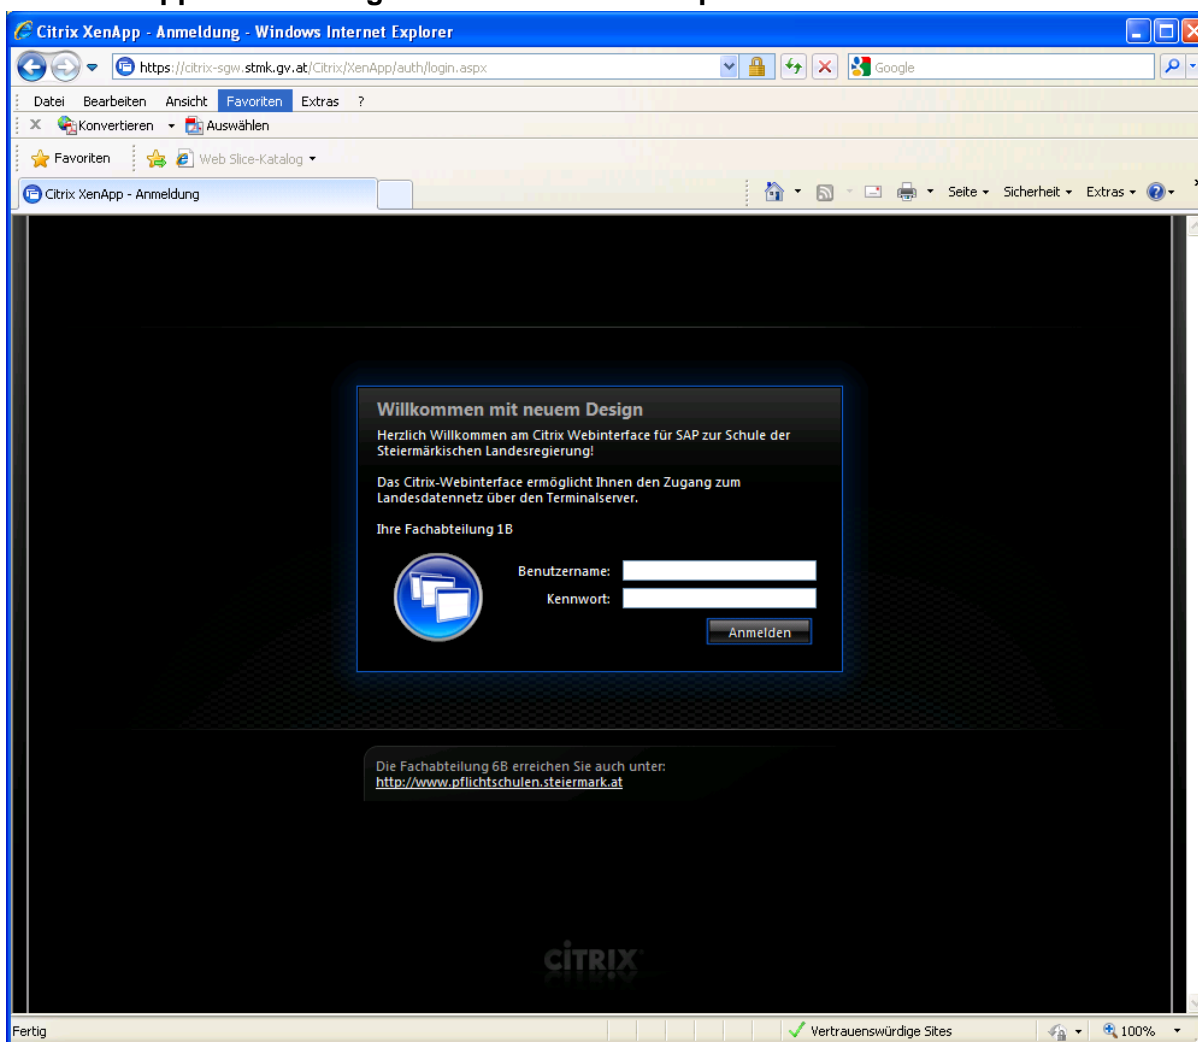 Citrix XenApp - Anmeldung - Windows Internet Explorer
https://citrix-sgw.stmk.gv.at/Citrix/XenApp/auth/login.aspx
Google
Datei Bearbeiten Ansicht Favoriten Extras ?
x Konvertieren Auswählen
Favoriten Web Slice-Katalog
Citrix XenApp - Anmeldung
Seite Sicherheit Extras
Willkommen mit neuem Design
Herzlich Willkommen am Citrix Webinterface für SAP zur Schule der
Steiermärkischen Landesregierung!
Das Citrix-Webinterface ermöglicht Ihnen den Zugang zum
Landesdatennetz über den Terminalserver.
Ihre Fachabteilung 1B
Benutzername:
Kennwort:
Anmelden
Die Fachabteilung 6B erreichen Sie auch unter:
http://www.pflichtschulen.steiermark.at
CITRIX
Fertig
Vertrauenswürdige Sites
100%